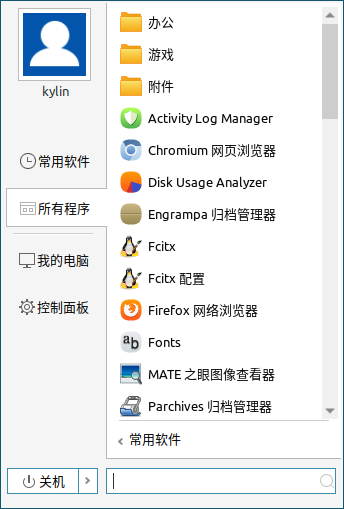 kylin
常用软件
所有程序
我的电脑
控制面板
关机
办公
游戏
附件
Activity Log Manager
Chromium 网页浏览器
Disk Usage Analyzer
Engrampa 归档管理器
Fcitx
Fcitx 配置
Firefox 网络浏览器
ab
Fonts
MATE 之眼图像查看器
Parchives 归档管理器
常用软件